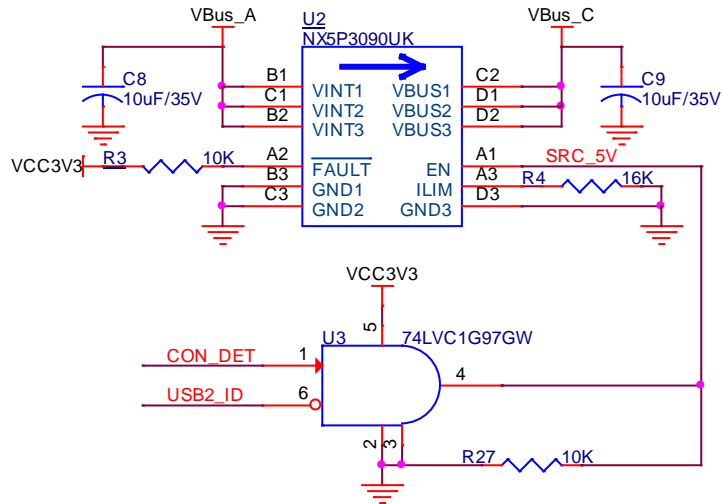 VBus_A U2 VBus_C
NX5P3090UK
C8 B1 VINT1 VBUS1 C2 C9
10uF/35V C1 VINT2 VBUS2 D1 10uF/35V
B2 VINT3 VBUS3 D2
VCC3V3 R3 10K A2 FAULT EN A1 SRC_5V
B3 GND1 ILIM A3 R4 16K
C3 GND2 GND3 D3
VCC3V3
U3 5 74LVC1G97GW
CON_DET 1
4
USB2_ID 6
2 3
R27 10K